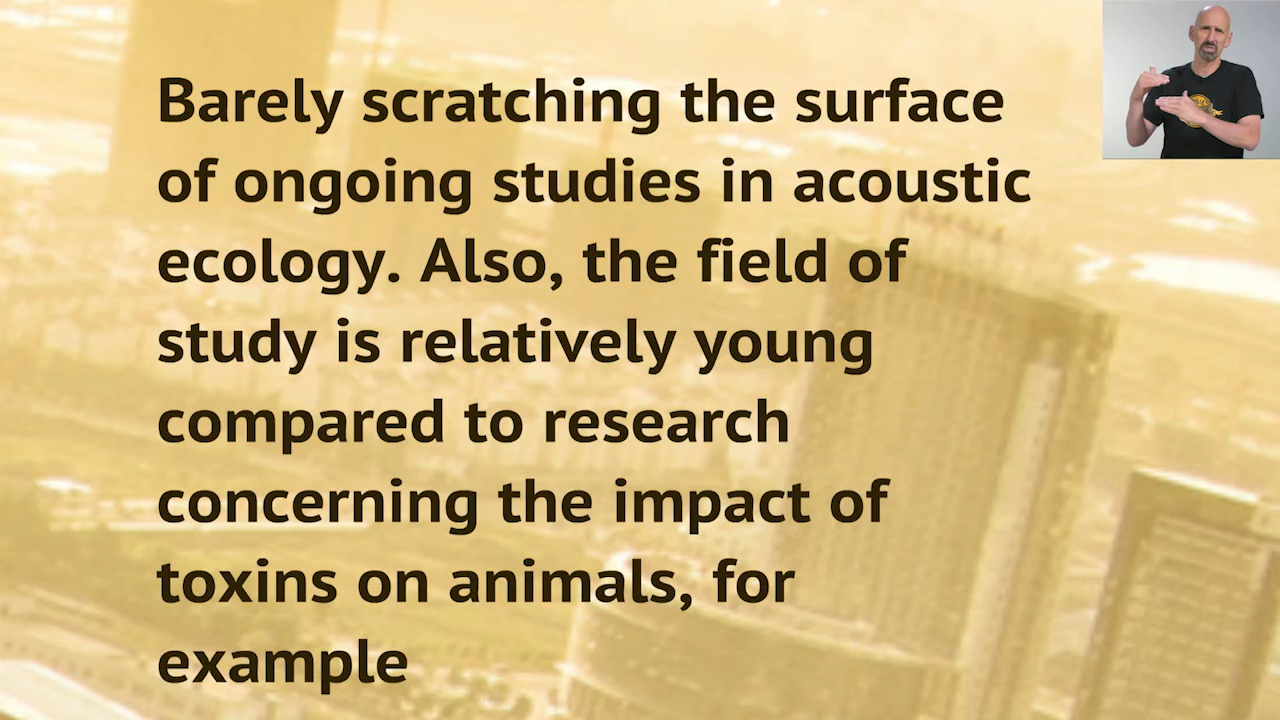 Barely scratching the surface
of ongoing studies in acoustic
ecology. Also, the field of
study is relatively young
compared to research
concerning the impact of
toxins on animals, for
example